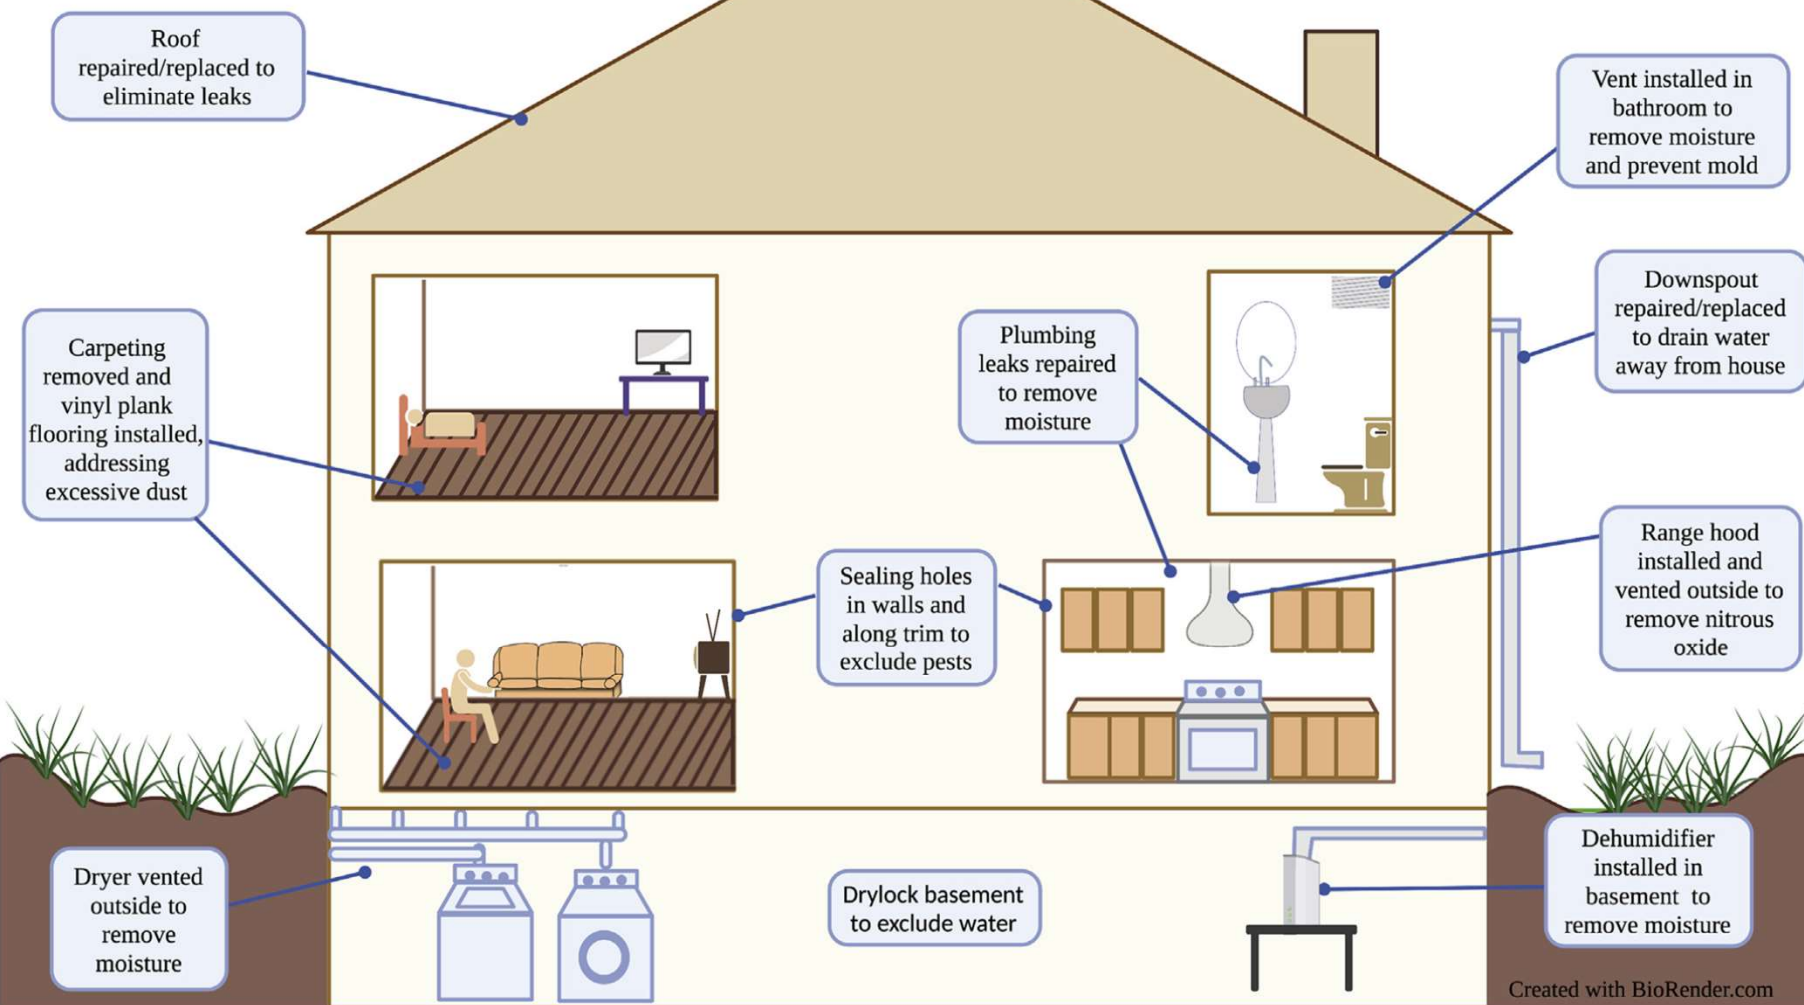 Roof
repaired/replaced to
eliminate leaks
Vent installed in
bathroom to
remove moisture
and prevent mold
Downspout
repaired/replaced
to drain water
away from house
Carpeting
removed and
vinyl plank
flooring installed,
addressing
excessive dust
Plumbing
leaks repaired
to remove
moisture
Sealing holes
in walls and
along trim to
exclude pests
Range hood
installed and
vented outside to
remove nitrous
oxide
Dryer vented
outside to
remove
moisture
Drylock basement
to exclude water
Dehumidifier
installed in
basement to
remove moisture
Created with BioRender.com